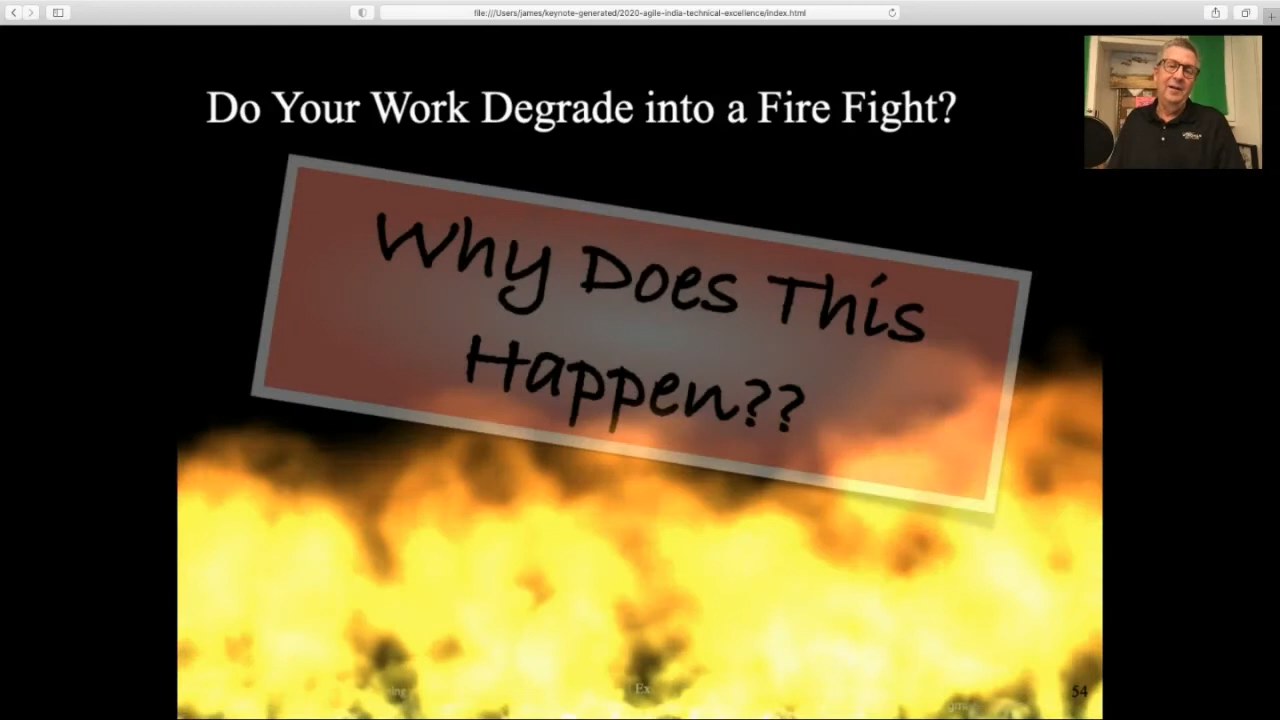 file:///Users/james/keynote-generated/2020-agile-india-technical-excellence/index.html
Do Your Work Degrade into a Fire Fight?
Why Does This
Happen??
Ex
54